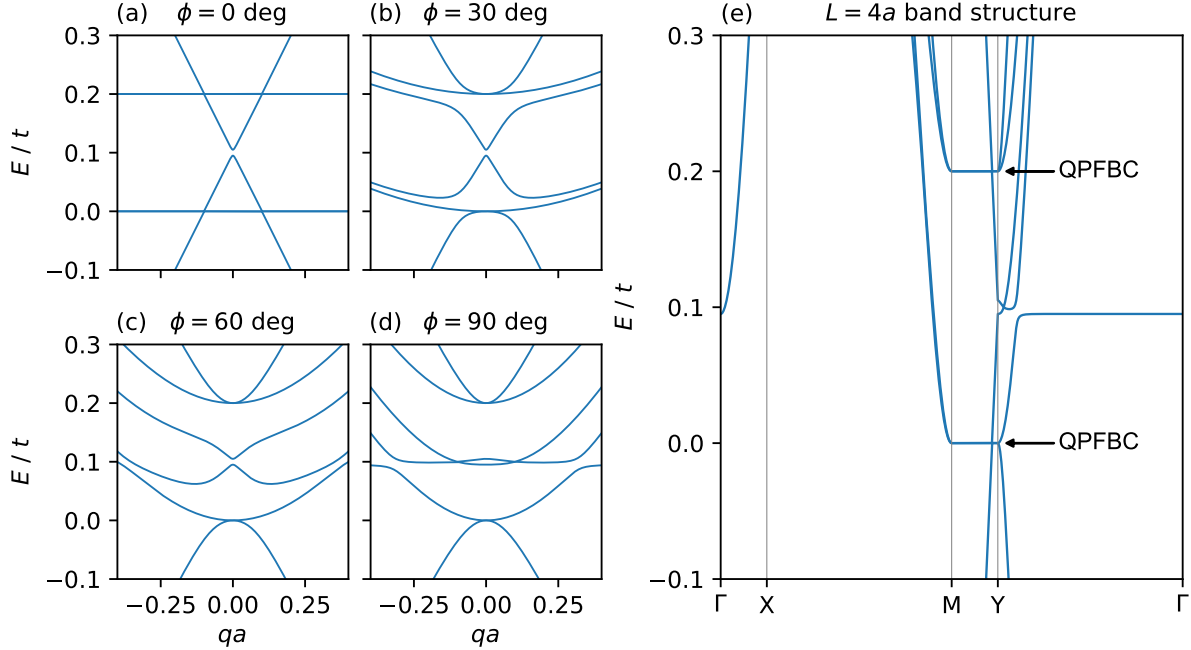 (a) ϕ = 0 deg
(b) ϕ = 30 deg
(e) L = 4a band structure
0.3
0.2
0.1
0.0
−0.1
E / t
(c) ϕ = 60 deg
(d) ϕ = 90 deg
0.3
0.2
0.1
0.0
−0.1
E / t
−0.25 0.00 0.25
qa
−0.25 0.00 0.25
qa
0.3
0.2
0.1
0.0
−0.1
E / t
QPFBC
QPFBC
Γ X M Y Γ